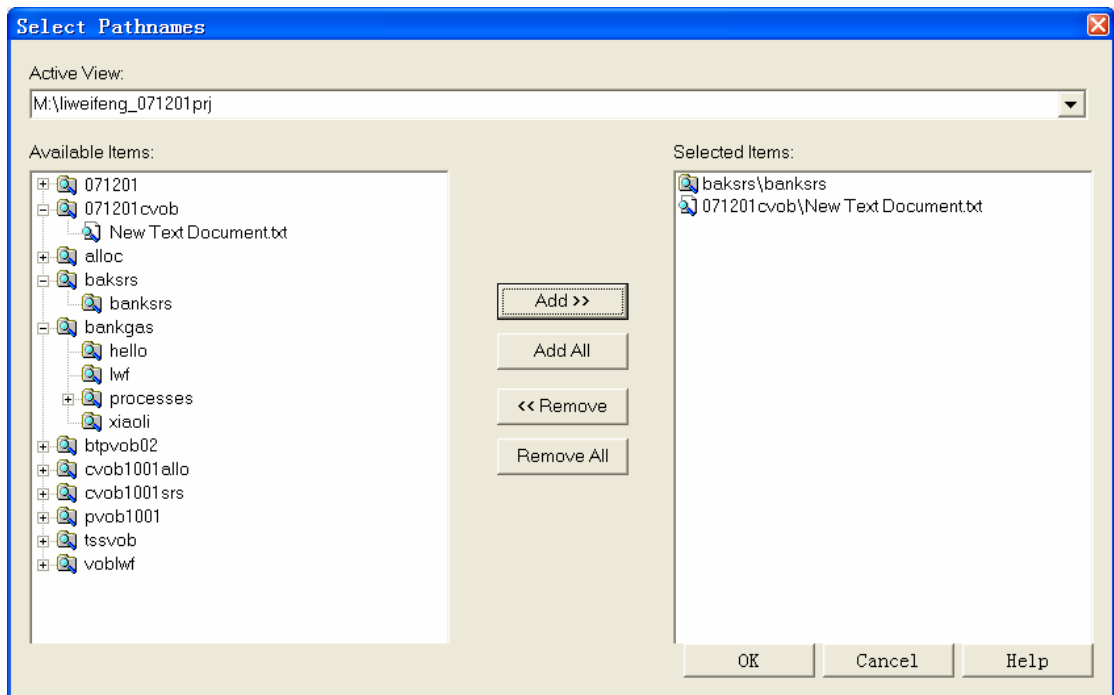 Select Pathnames
Active View:
M:\liweifeng_071201prj
Available Items:
071201
071201cvob
New Text Document.txt
alloc
baksrs
banksrs
bankgas
hello
lwf
processes
xiaoli
btpvob02
cvob1001allo
cvob1001srs
pvob1001
tssvob
voblwf
Add >>
Add All
<< Remove
Remove All
Selected Items:
baksrs\banksrs
071201cvob\New Text Document.txt
OK
Cancel
Help